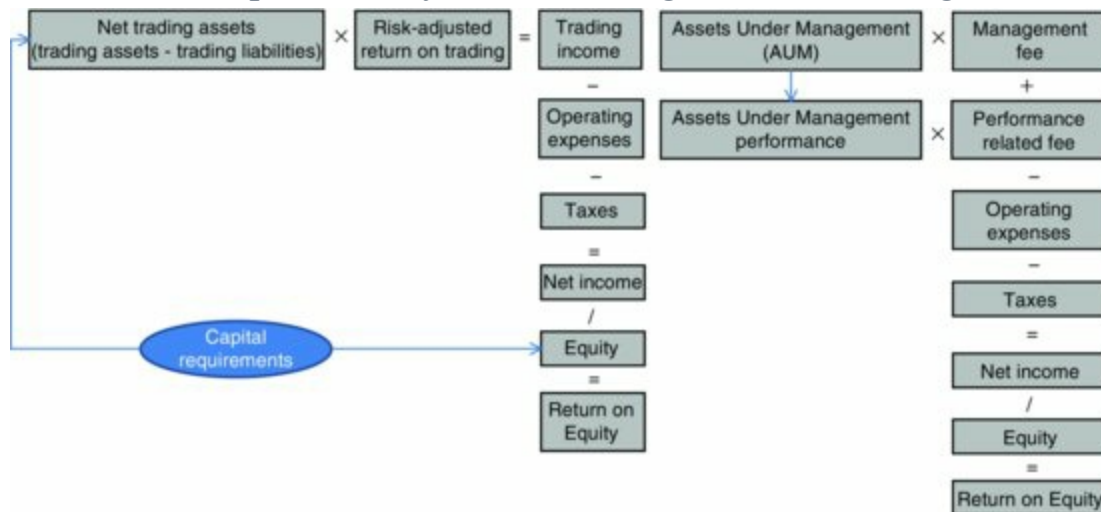 Net trading assets
(trading assets - trading liabilities)
×
Risk-adjusted
return on trading
=
Trading
income
–
Operating
expenses
–
Taxes
=
Net income
/
Equity
=
Return on
Equity
Capital
requirements
Assets Under Management
(AUM)
×
Management
fee
+
Assets Under Management
performance
×
Performance
related fee
–
Operating
expenses
–
Taxes
=
Net income
/
Equity
=
Return on Equity